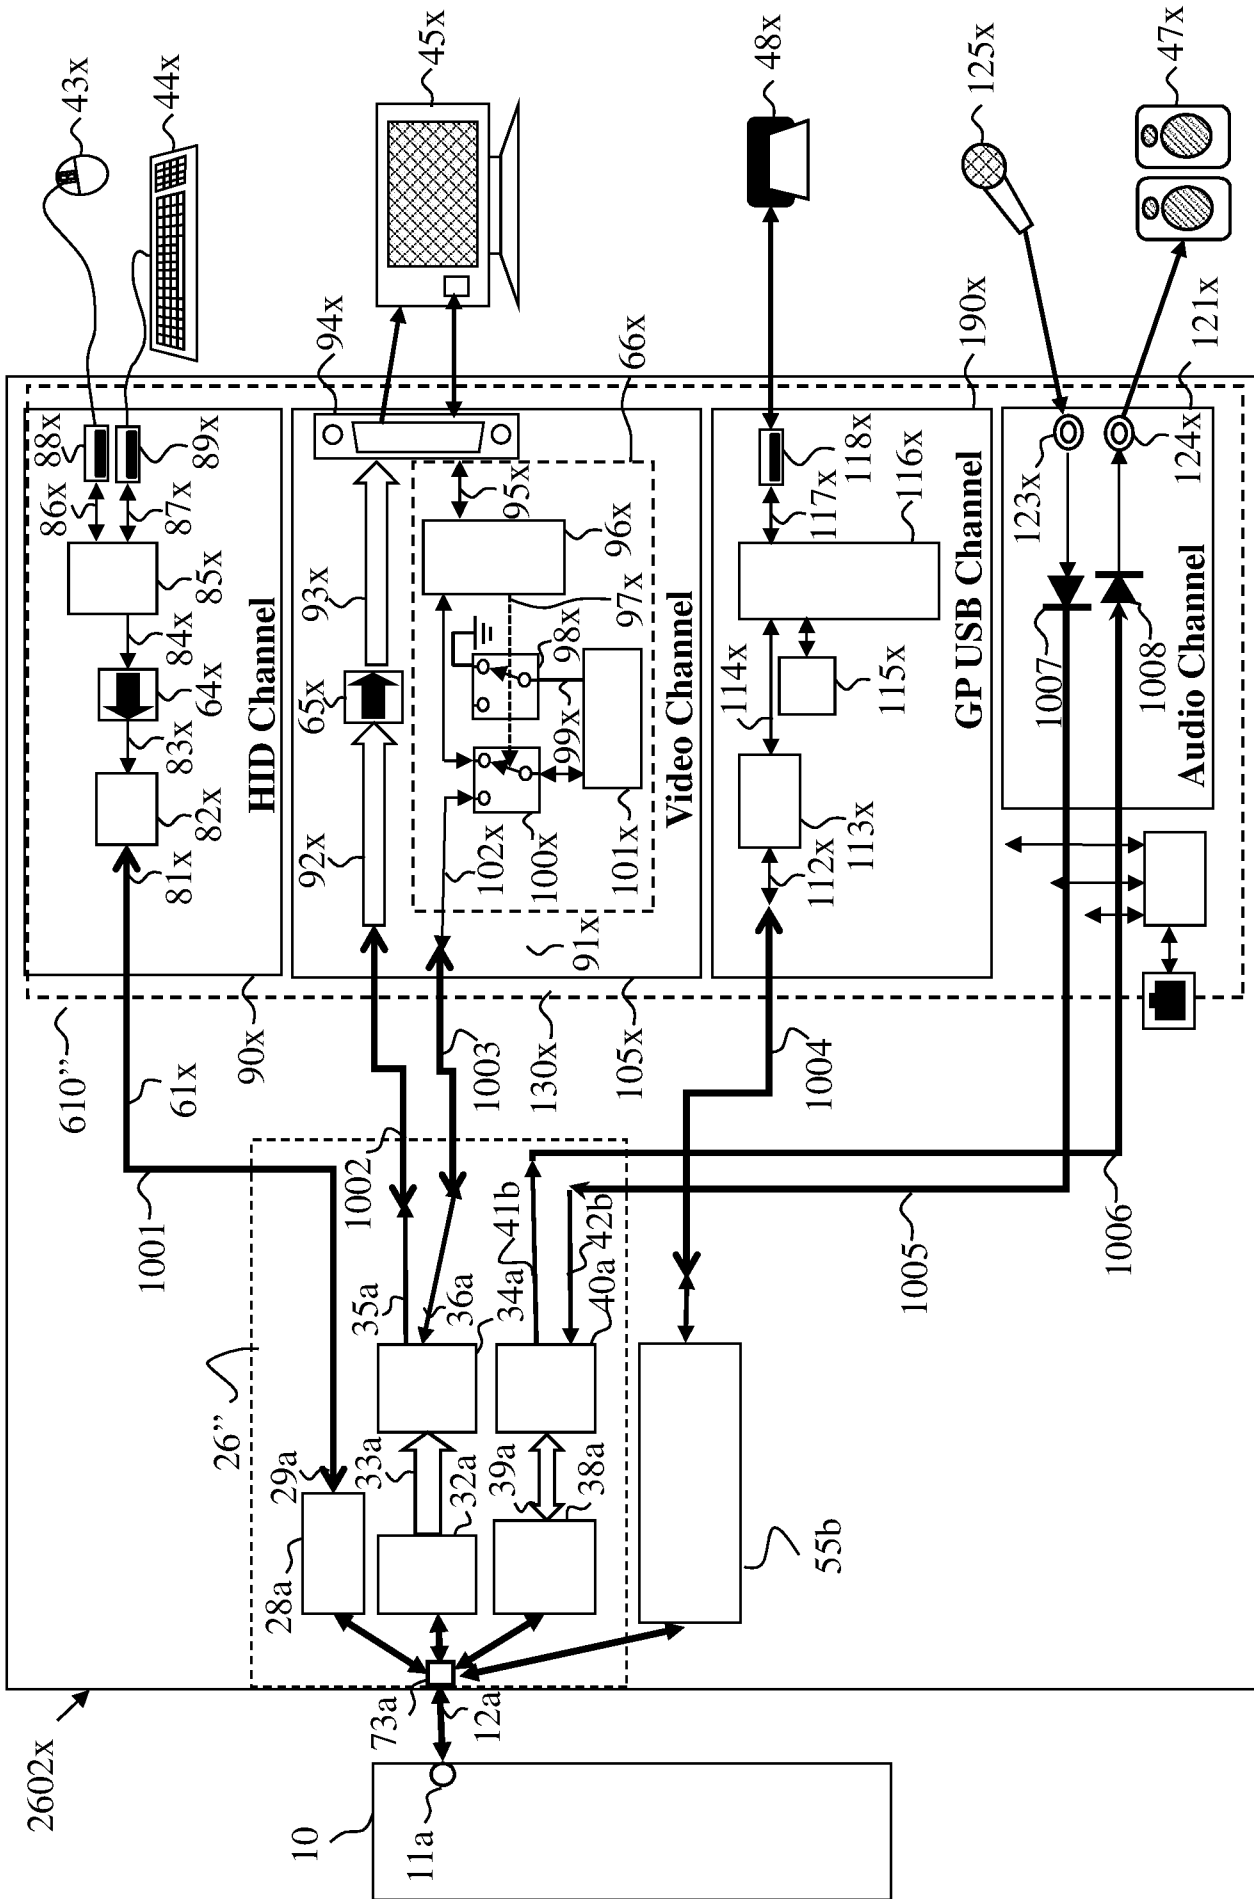 2602x
10
11a
12a
73a
26’’
28a
29a
32a
33a
34a
35a
36a
38a
39a
40a
41b
42b
55b
1001
1002
1003
1004
1005
1006
61x
610’’
90x
130x
105x
HID Channel
81x
82x
83x
64x
84x
85x
86x
87x
88x
89x
43x
44x
Video Channel
91x
92x
65x
93x
94x
45x
66x
95x
96x
97x
98x
99x
100x
101x
102x
GP USB Channel
112x
113x
114x
115x
116x
117x
118x
48x
190x
Audio Channel
1007
1008
123x
124x
121x
125x
47x